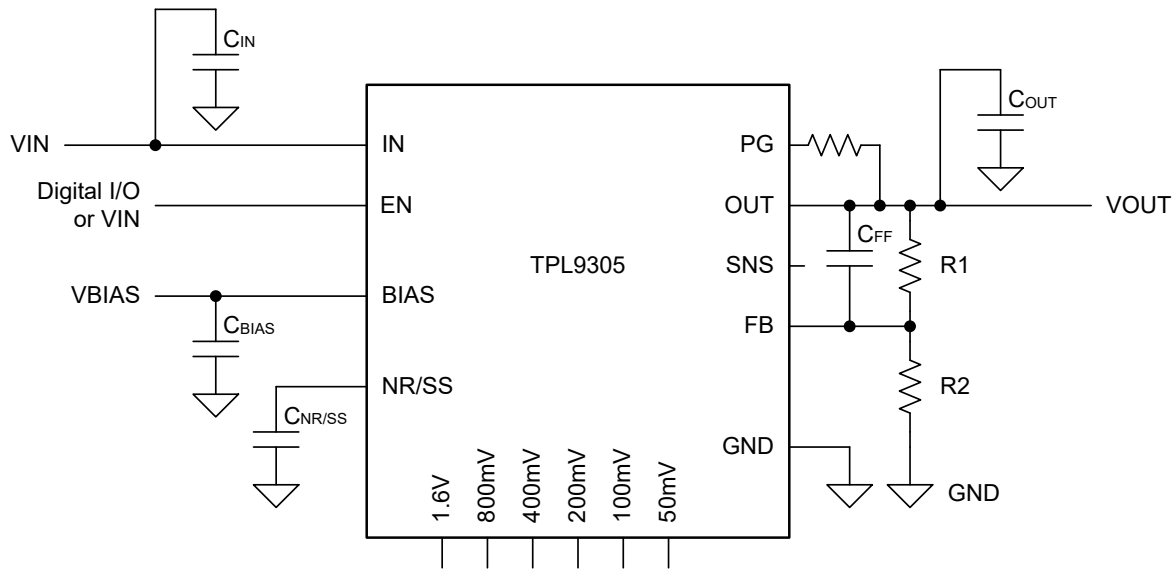 CIN
COUT
VIN
IN
PG
Digital I/O
or VIN
EN
OUT
VOUT
CFF
TPL9305
SNS
R1
VBIAS
BIAS
FB
CBIAS
NR/SS
R2
CNR/SS
GND
GND
1.6V
800mV
400mV
200mV
100mV
50mV